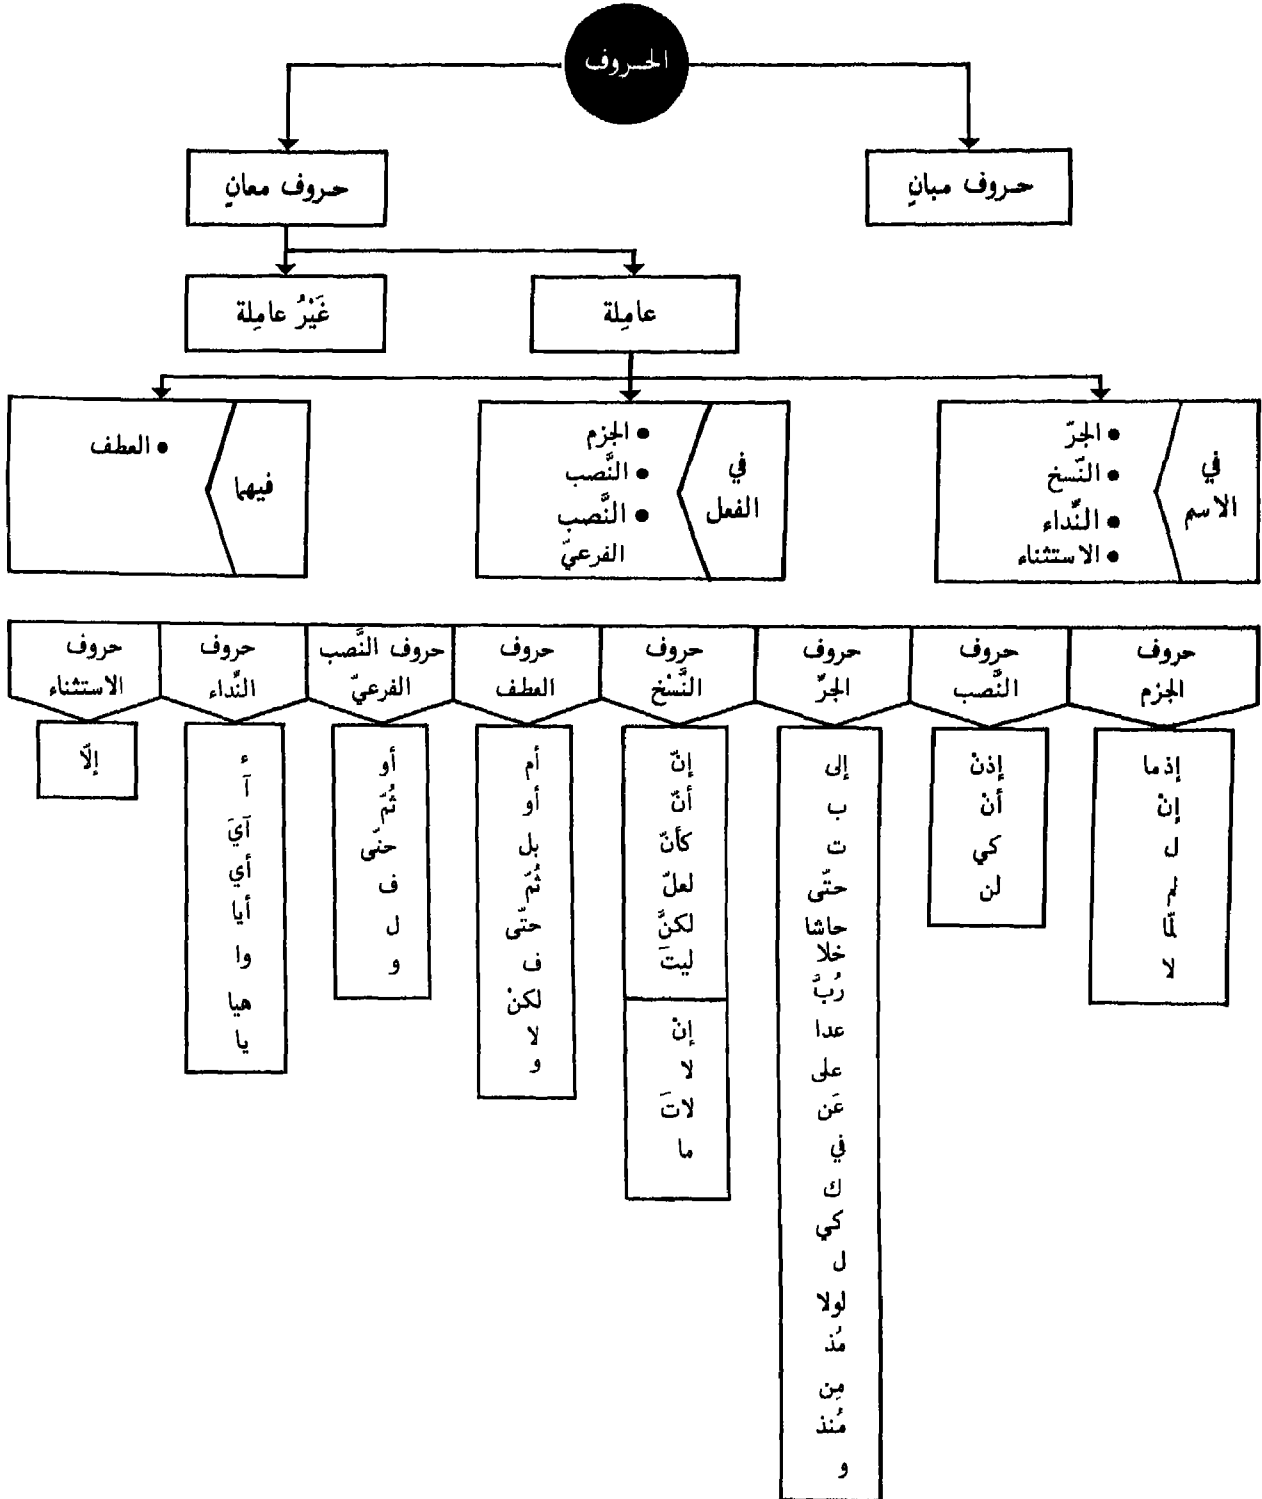 الحروف
حروف مبانٍ
حروف معانٍ
عامِلة
غَيْرُ عامِلة
في
الاسم
• الجرّ
• النّسخ
• النّداء
• الاستثناء
في
الفعل
• الجزم
• النَّصب
• النَّصب
الفرعيّ
فيهما
• العطف
حروف
الجزم
إذما
إنْ
ل
لم
لمّا
لا
حروف
النَّصب
إذنْ
أنْ
كي
لن
حروف
الجرّ
إلى
ب
ت
حتّى
حاشا
خلا
رُبَّ
عدا
على
عَن
في
ك
كي
ل
لولا
مُذ
مِن
مُنذ
و
حروف
النَّسْخ
إنّ
أنّ
كأنّ
لعلّ
لكنَّ
ليتَ
إنْ
لا
لاتَ
ما
حروف
العطف
أم
أو
بل
ثُمّ
حتّى
ف
لكنْ
لا
و
حروف النَّصب
الفرعيّ
أو
ثُمّ
حتّى
ف
ل
و
حروف
النِّداء
ء
آ
آيَ
أي
أيا
وا
هيا
يا
حروف
الاستثناء
إلّا